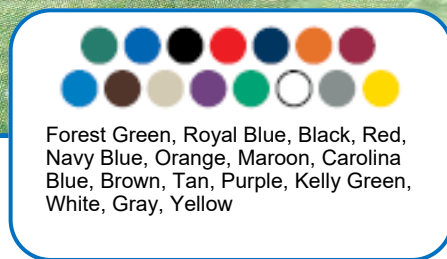 Forest Green, Royal Blue, Black, Red,
Navy Blue, Orange, Maroon, Carolina
Blue, Brown, Tan, Purple, Kelly Green,
White, Gray, Yellow